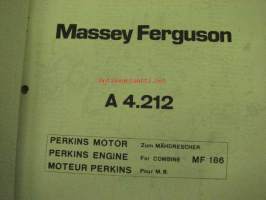 Massey Ferguson
A 4.212
PERKINS MOTOR Zum MÄHDRESCHER
PERKINS ENGINE For COMBINE MF 186
MOTEUR PERKINS Pour M.B.